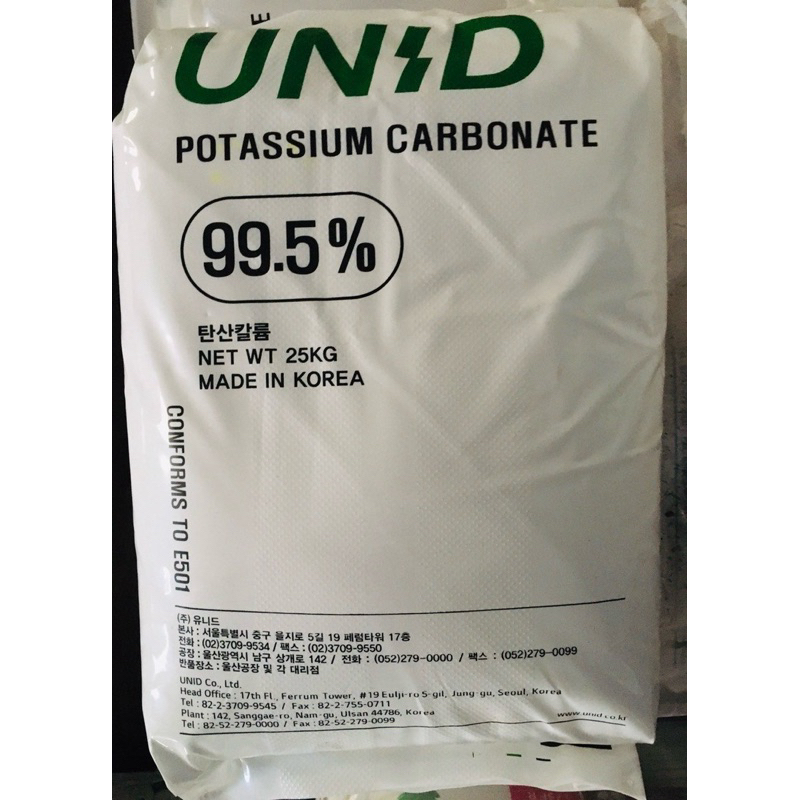 UNID
POTASSIUM CARBONATE
99.5%
탄산칼륨
NET WT 25KG
MADE IN KOREA
CONFORMS TO E501
(주) 유니드
본사 : 서울특별시 중구 을지로 5길 19 페럼타워 17층
전화 : (02)3709-9534 / 팩스 : (02)3709-9550
공장 : 울산광역시 남구 상개로 142 / 전화 : (052)279-0000 / 팩스 : (052)279-0099
반품장소 : 울산공장 및 각 대리점
UNID Co., Ltd.
Head Office : 17th Fl., Ferrum Tower, #19 Eulji-ro 5-gil, Jung-gu, Seoul, Korea
Tel : 82-2-3709-9545 / Fax : 82-2-755-0711
Plant : 142, Sanggae-ro, Nam-gu, Ulsan 44786, Korea
Tel : 82-52-279-0000 / Fax : 82-52-279-0099
www.unid.co.kr